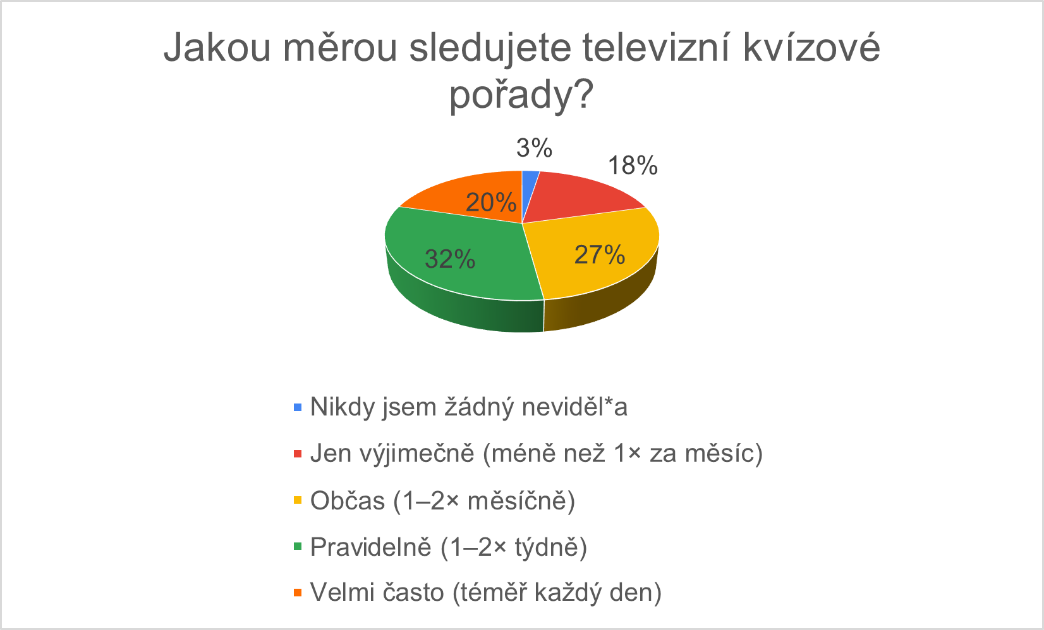 Jakou měrou sledujete televizní kvízové
pořady?
3%
18%
20%
27%
32%
Nikdy jsem žádný neviděl*a
Jen výjimečně (méně než 1× za měsíc)
Občas (1–2× měsíčně)
Pravidelně (1–2× týdně)
Velmi často (téměř každý den)